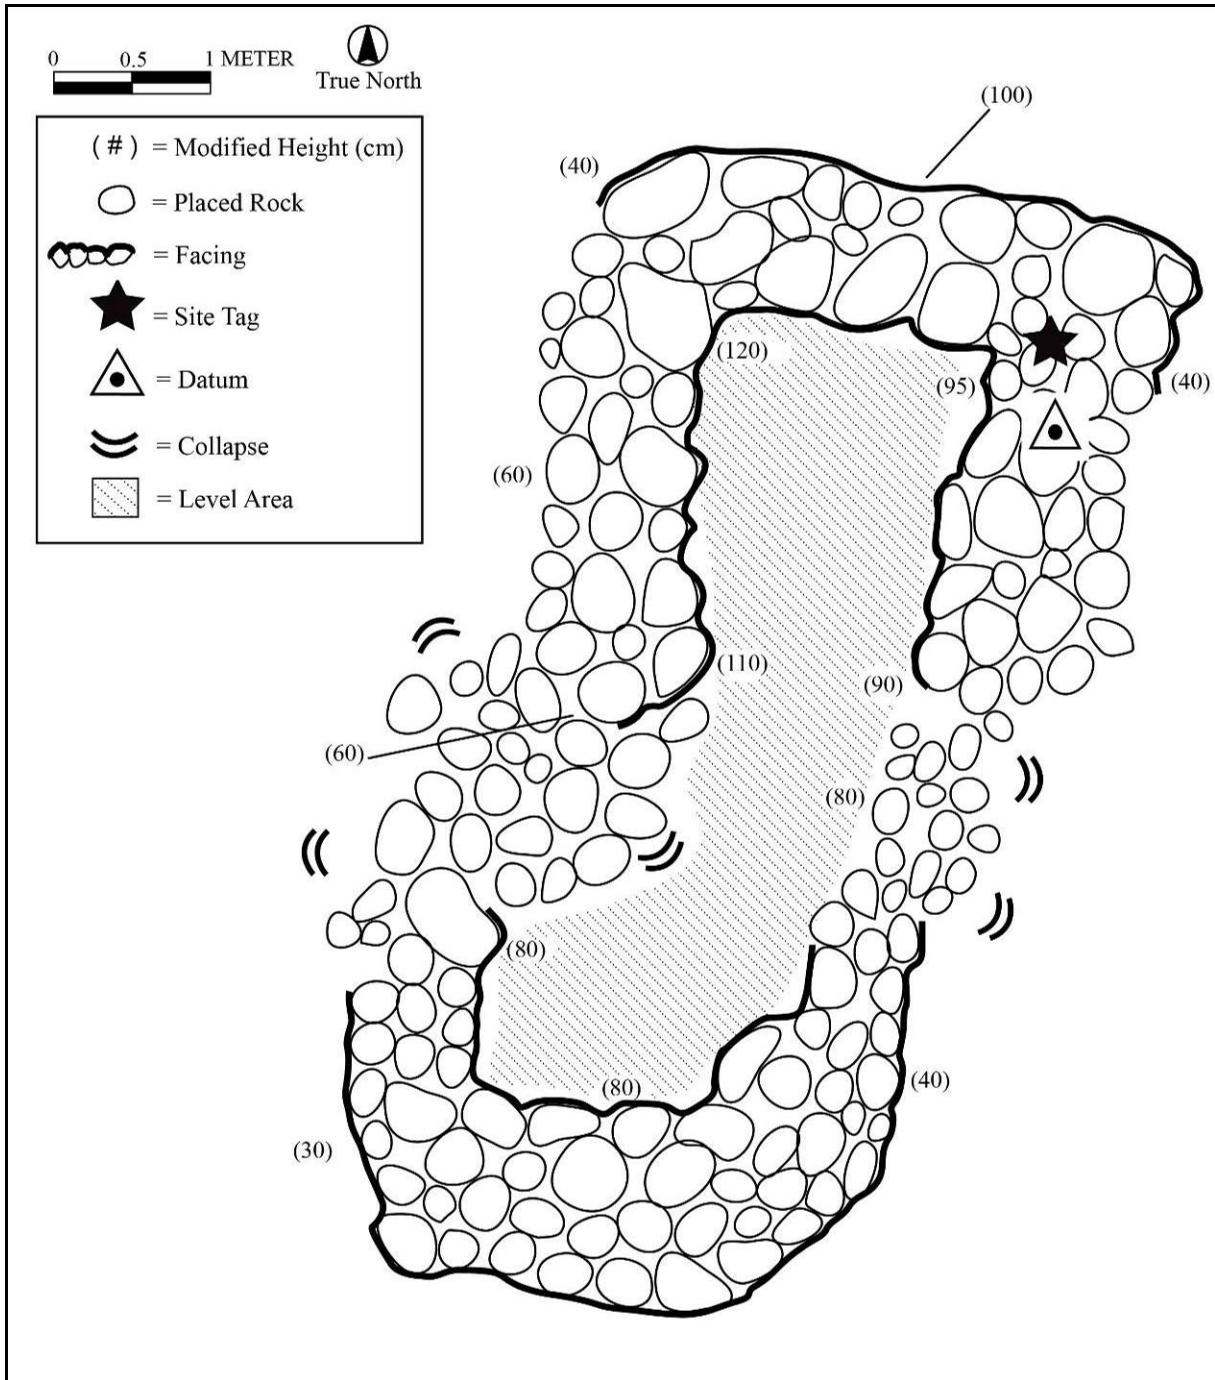 0 0.5 1 METER
True North
(#) = Modified Height (cm)
= Placed Rock
= Facing
= Site Tag
= Datum
= Collapse
= Level Area
(100)
(40)
(120)
(95)
(40)
(60)
(110)
(90)
(60)
(80)
(80)
(80)
(40)
(30)